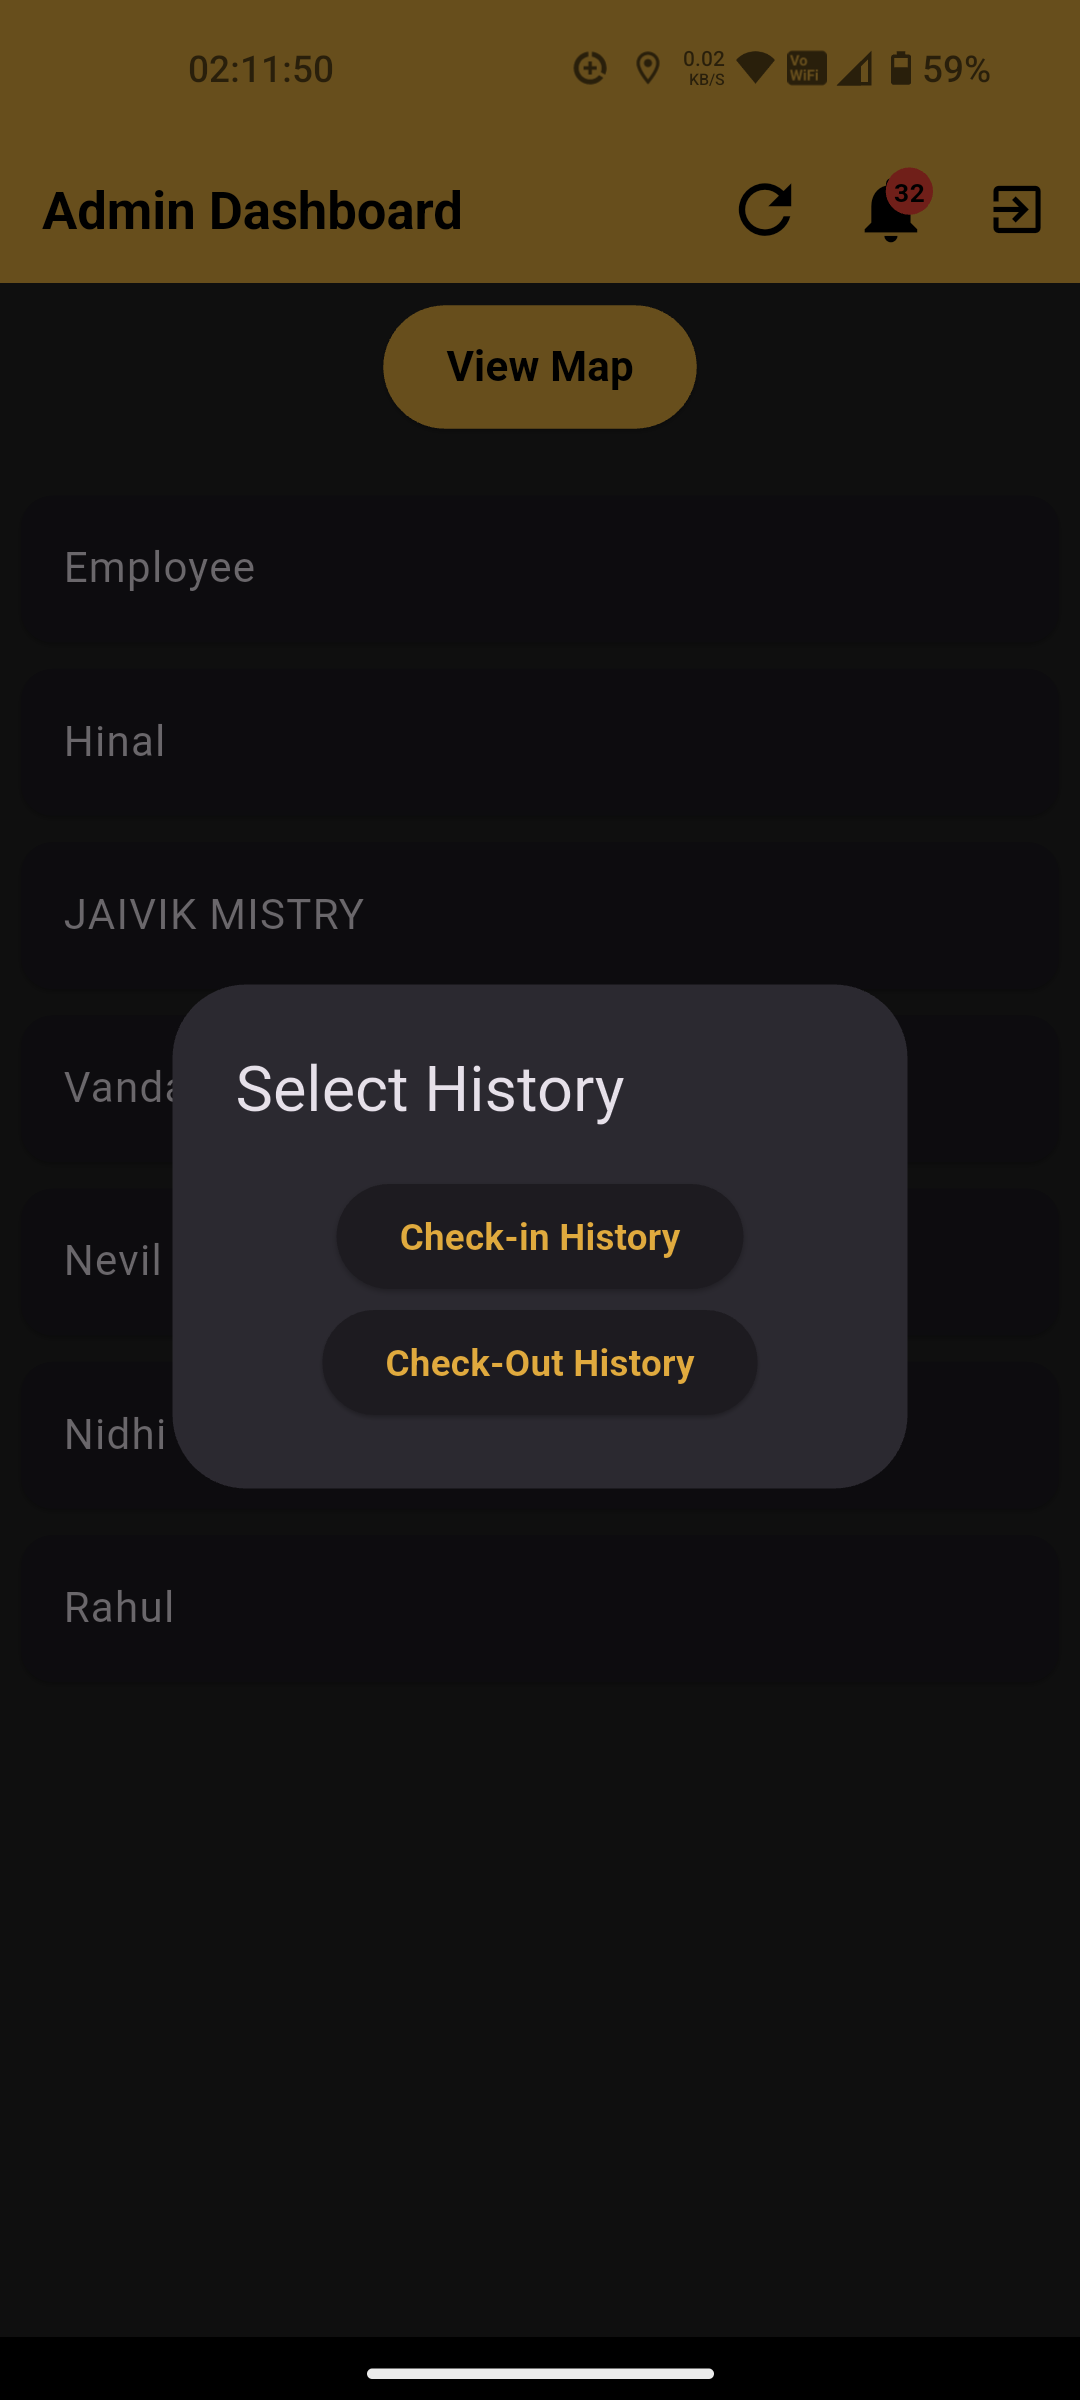 02:11:50 0.02 KB/S Vo WiFi 59%
Admin Dashboard 32
View Map
Employee
Hinal
JAIVIK MISTRY
Select History
Nevil
Check-in History
Check-Out History
Nidhi
Rahul